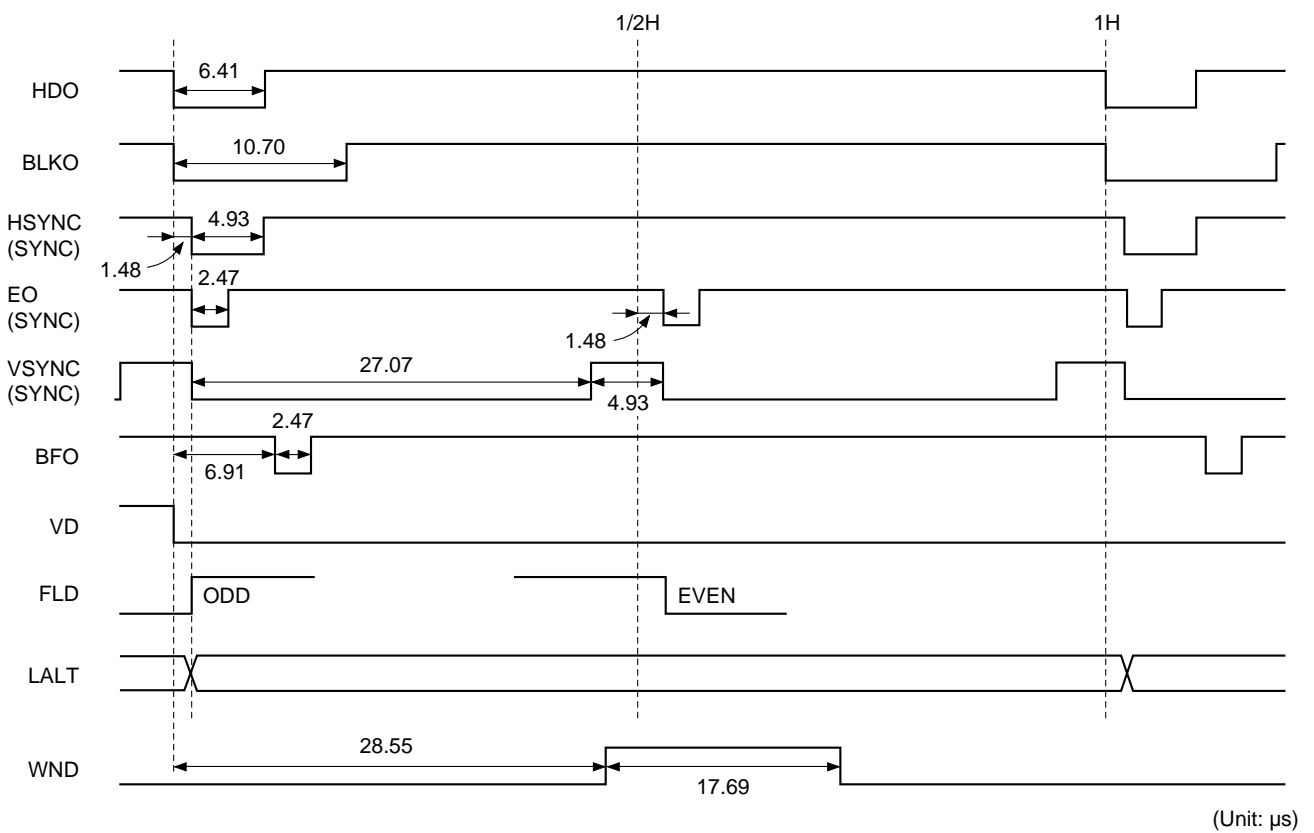 1/2H 1H
HDO 6.41
BLKO 10.70
HSYNC
(SYNC) 4.93
1.48
EO
(SYNC) 2.47
1.48
VSYNC
(SYNC) 27.07
4.93
BFO 2.47
6.91
VD
FLD ODD EVEN
LALT
WND 28.55
17.69
(Unit: µs)